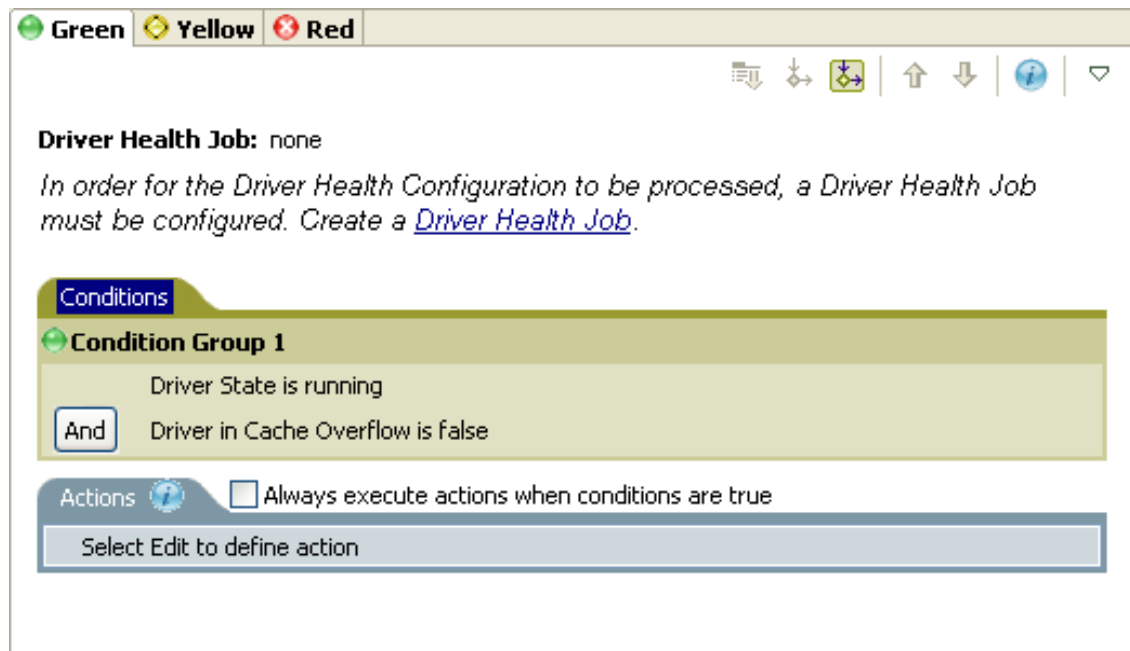 Green Yellow Red
Driver Health Job: none
In order for the Driver Health Configuration to be processed, a Driver Health Job
must be configured. Create a Driver Health Job.
Conditions
Condition Group 1
Driver State is running
And Driver in Cache Overflow is false
Actions i Always execute actions when conditions are true
Select Edit to define action